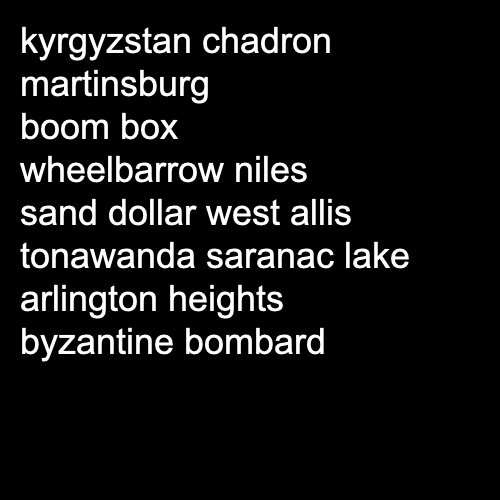 kyrgyzstan chadron
martinsburg
boom box
wheelbarrow niles
sand dollar west allis
tonawanda saranac lake
arlington heights
byzantine bombard